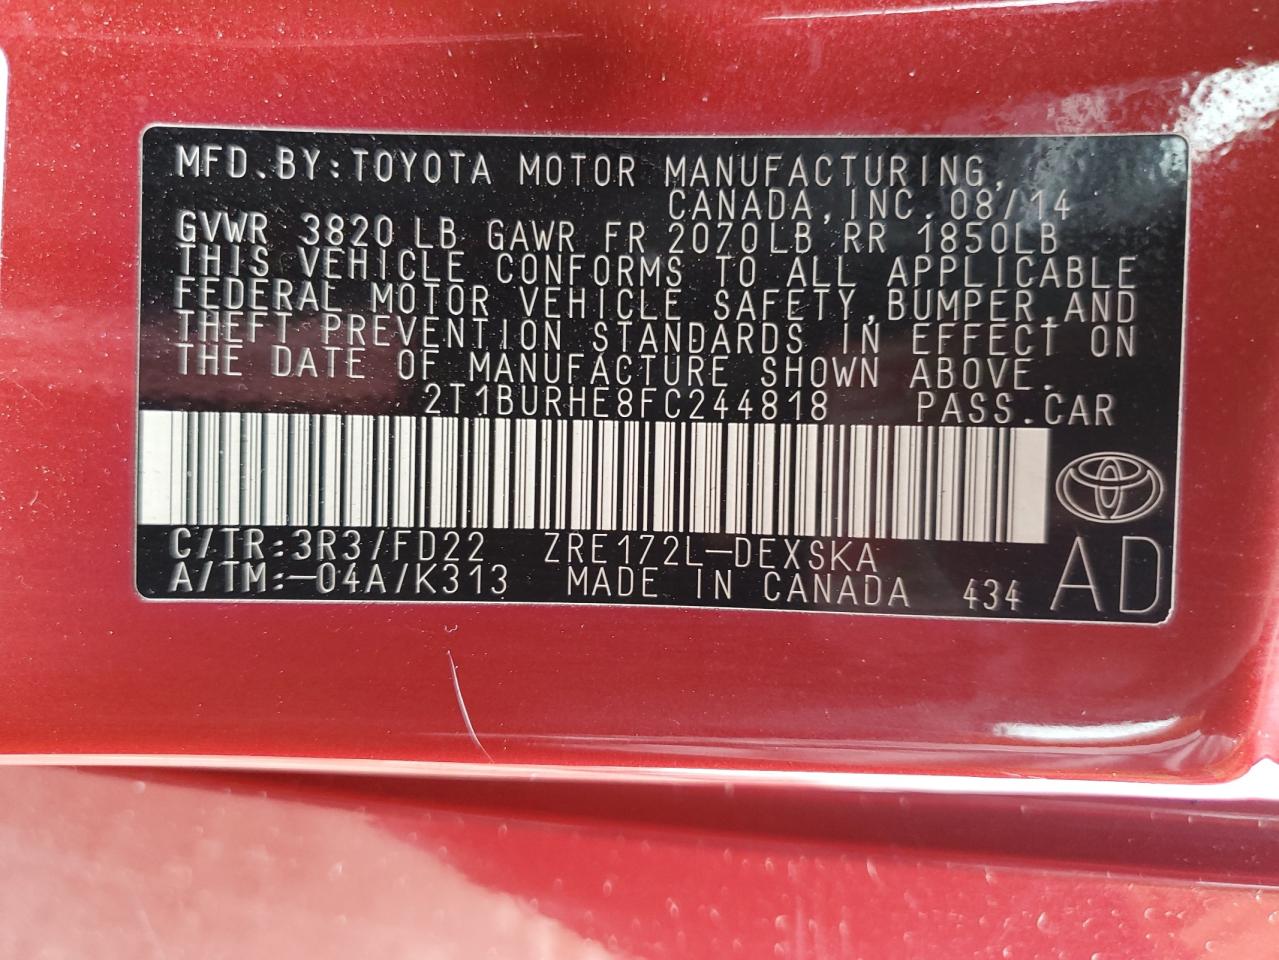 MFD.BY:TOYOTA MOTOR MANUFACTURING,
CANADA,INC.08/14
GVWR 3820 LB GAWR FR 2070LB RR 1850LB
THIS VEHICLE CONFORMS TO ALL APPLICABLE
FEDERAL MOTOR VEHICLE SAFETY,BUMPER,AND
THEFT PREVENTION STANDARDS IN EFFECT ON
THE DATE OF MANUFACTURE SHOWN ABOVE.
2T1BURHE8FC244818 PASS.CAR
C/TR:3R3/FD22 ZRE172L-DEXSKA
A/TM:-04A/K313 MADE IN CANADA 434 AD